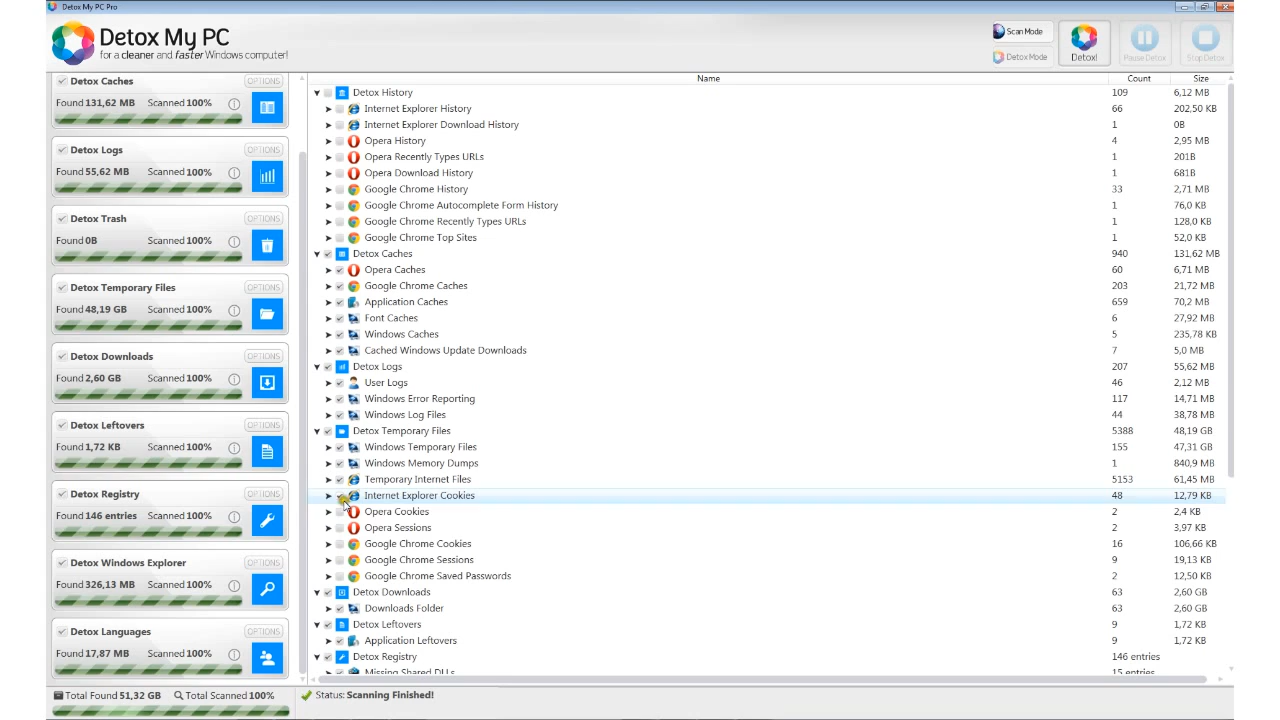 Detox My PC Pro
Detox My PC
for a cleaner and faster Windows computer!
Scan Mode
Detox Mode
Detox!
Pause Detox
Stop Detox
Detox Caches OPTIONS
Found 131,62 MB Scanned 100%
Detox Logs OPTIONS
Found 55,62 MB Scanned 100%
Detox Trash OPTIONS
Found 0B Scanned 100%
Detox Temporary Files OPTIONS
Found 48,19 GB Scanned 100%
Detox Downloads OPTIONS
Found 2,60 GB Scanned 100%
Detox Leftovers OPTIONS
Found 1,72 KB Scanned 100%
Detox Registry OPTIONS
Found 146 entries Scanned 100%
Detox Windows Explorer OPTIONS
Found 326,13 MB Scanned 100%
Detox Languages OPTIONS
Found 17,87 MB Scanned 100%
Total Found 51,32 GB Total Scanned 100%
Name Count Size
Detox History 109 6,12 MB
Internet Explorer History 66 202,50 KB
Internet Explorer Download History 1 0B
Opera History 4 2,95 MB
Opera Recently Types URLs 1 201B
Opera Download History 1 681B
Google Chrome History 33 2,71 MB
Google Chrome Autocomplete Form History 1 76,0 KB
Google Chrome Recently Types URLs 1 128,0 KB
Google Chrome Top Sites 1 52,0 KB
Detox Caches 940 131,62 MB
Opera Caches 60 6,71 MB
Google Chrome Caches 203 21,72 MB
Application Caches 659 70,2 MB
Font Caches 6 27,92 MB
Windows Caches 5 235,78 KB
Cached Windows Update Downloads 7 5,0 MB
Detox Logs 207 55,62 MB
User Logs 46 2,12 MB
Windows Error Reporting 117 14,71 MB
Windows Log Files 44 38,78 MB
Detox Temporary Files 5388 48,19 GB
Windows Temporary Files 155 47,31 GB
Windows Memory Dumps 1 840,9 MB
Temporary Internet Files 5153 61,45 MB
Internet Explorer Cookies 48 12,79 KB
Opera Cookies 2 2,4 KB
Opera Sessions 2 3,97 KB
Google Chrome Cookies 16 106,66 KB
Google Chrome Sessions 9 19,13 KB
Google Chrome Saved Passwords 2 12,50 KB
Detox Downloads 63 2,60 GB
Downloads Folder 63 2,60 GB
Detox Leftovers 9 1,72 KB
Application Leftovers 9 1,72 KB
Detox Registry 146 entries
Missing Shared DLLs 15 entries
Status: Scanning Finished!